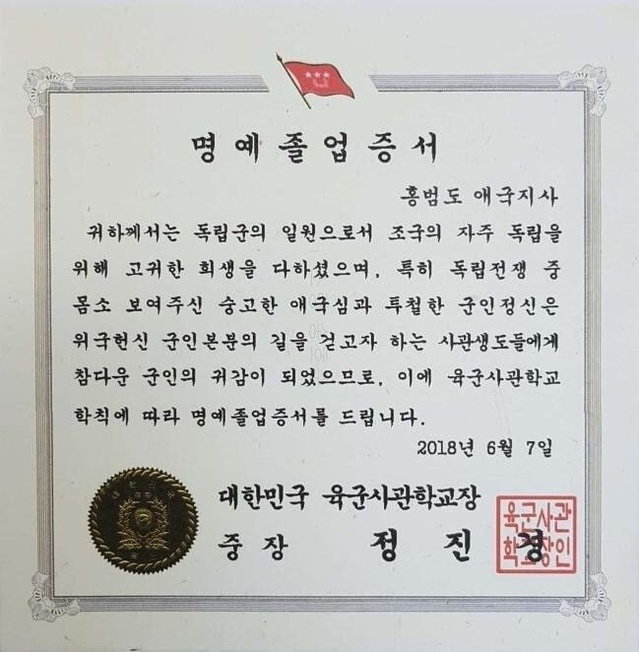 명예졸업증서
홍범도 애국지사
귀하께서는 독립군의 일원으로서 조국의 자주 독립을
위해 고귀한 희생을 다하셨으며, 특히 독립전쟁 중
몸소 보여주신 숭고한 애국심과 투철한 군인정신은
위국헌신 군인본분의 길을 걷고자 하는 사관생도들에게
참다운 군인의 귀감이 되었으므로, 이에 육군사관학교
학칙에 따라 명예졸업증서를 드립니다.
2018년 6월 7일
대한민국 육군사관학교장
중장 정진경
육군사관
학교장인